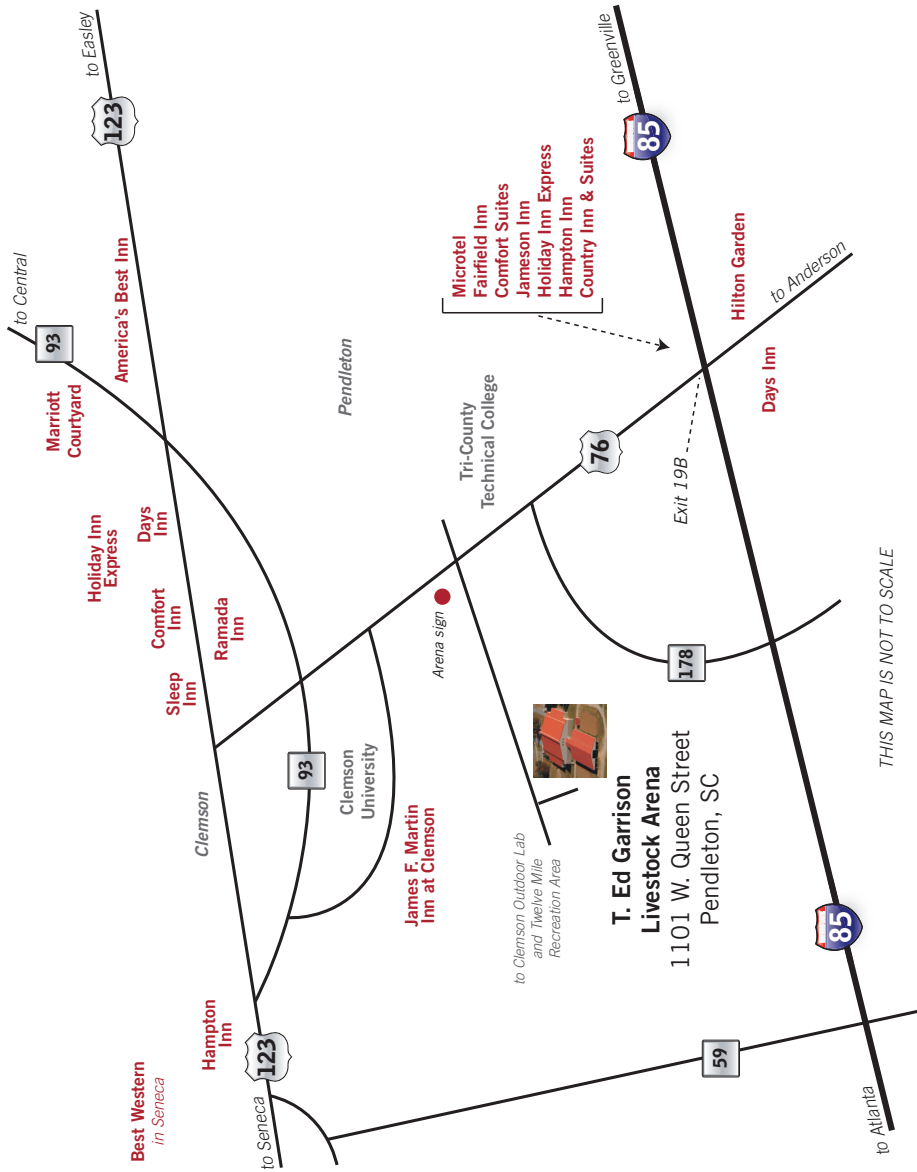 Best Western
in Seneca
to Seneca
123
Hampton
Inn
Clemson
Sleep
Inn
Comfort
Inn
Ramada
Inn
Holiday Inn
Express
Days
Inn
Marriott
Courtyard
93
to Central
America's Best Inn
123
to Easley
93
Clemson
University
James F. Martin
Inn at Clemson
Pendleton
Arena sign
Tri-County
Technical College
76
Microtel
Fairfield Inn
Comfort Suites
Jameson Inn
Holiday Inn Express
Hampton Inn
Country Inn & Suites
to Greenville
85
to Clemson Outdoor Lab
and Twelve Mile
Recreation Area
T. Ed Garrison
Livestock Arena
1101 W. Queen Street
Pendleton, SC
178
Exit 19B
Hilton Garden
Days Inn
to Anderson
59
85
to Atlanta
THIS MAP IS NOT TO SCALE